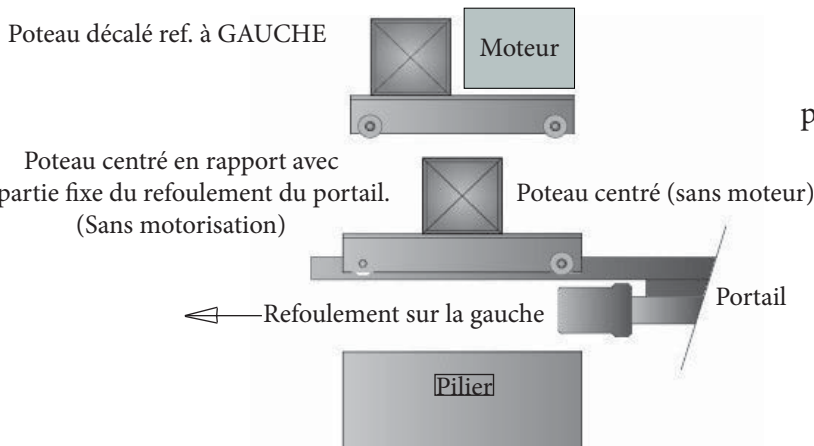 Poteau décalé ref. à GAUCHE
Moteur
p
Poteau centré en rapport avec
partie fixe du refoulement du portail.
(Sans motorisation)
Poteau centré (sans moteur)
Portail
Refoulement sur la gauche
Pilier